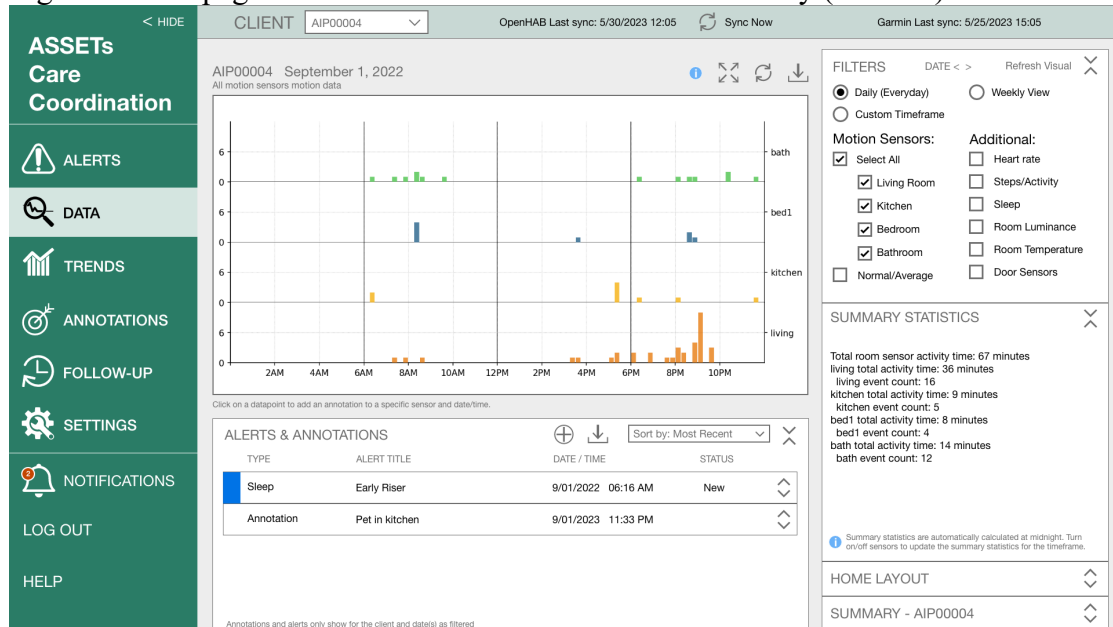 < HIDE
ASSETs
Care
Coordination
ALERTS
DATA
TRENDS
ANNOTATIONS
FOLLOW-UP
SETTINGS
2
NOTIFICATIONS
LOG OUT
HELP
CLIENT AIP00004 OpenHAB Last sync: 5/30/2023 12:05 Sync Now Garmin Last sync: 5/25/2023 15:05
AIP00004 September 1, 2022
All motion sensors motion data
6 bath
0
6 bed1
0
6 kitchen
0
6 living
0
2AM 4AM 6AM 8AM 10AM 12PM 2PM 4PM 6PM 8PM 10PM
Click on a datapoint to add an annotation to a specific sensor and date/time.
ALERTS & ANNOTATIONS Sort by: Most Recent
TYPE ALERT TITLE DATE / TIME STATUS
Sleep Early Riser 9/01/2022 06:16 AM New
Annotation Pet in kitchen 9/01/2023 11:33 PM
Annotations and alerts only show for the client and date(s) as filtered
FILTERS DATE < > Refresh Visual
Daily (Everyday) Weekly View
Custom Timeframe
Motion Sensors: Additional:
Select All Heart rate
Living Room Steps/Activity
Kitchen Sleep
Bedroom Room Luminance
Bathroom Room Temperature
Normal/Average Door Sensors
SUMMARY STATISTICS
Total room sensor activity time: 67 minutes
living total activity time: 36 minutes
living event count: 16
kitchen total activity time: 9 minutes
kitchen event count: 5
bed1 total activity time: 8 minutes
bed1 event count: 4
bath total activity time: 14 minutes
bath event count: 12
Summary statistics are automatically calculated at midnight. Turn
on/off sensors to update the summary statistics for the timeframe.
HOME LAYOUT
SUMMARY - AIP00004